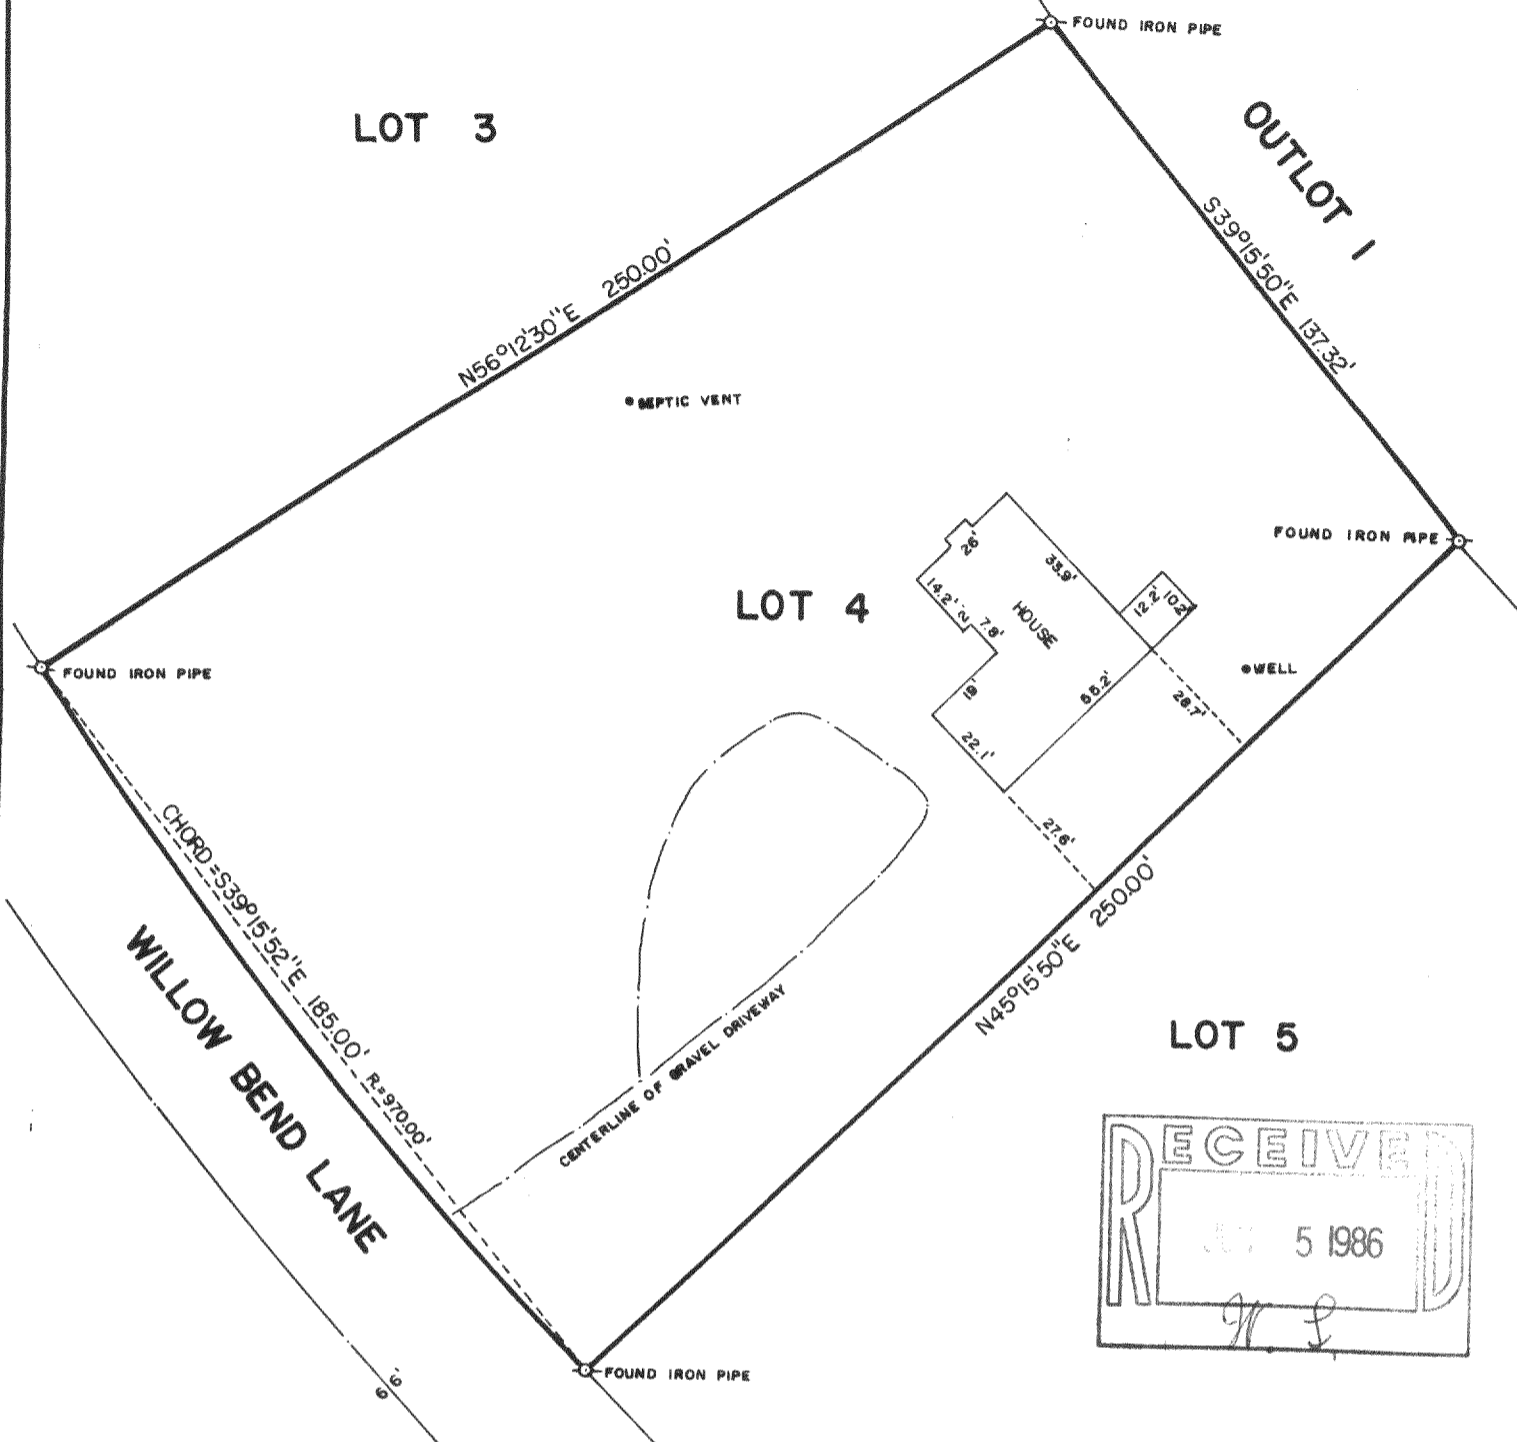 FOUND IRON PIPE
LOT 3
OUTLOT 1
S39°15'50"E 137.32'
N56°12'30"E 250.00'
SEPTIC VENT
FOUND IRON PIPE
26'
33.9'
14.2'
2'
7.8'
HOUSE
12.2'
10.2'
LOT 4
WELL
FOUND IRON PIPE
19'
55.2'
28.7'
22.1'
27.6'
CHORD = S39°15'52"E 185.00' R.=970.00'
N45°15'50"E 250.00'
WILLOW BEND LANE
CENTERLINE OF GRAVEL DRIVEWAY
LOT 5
RECEIVED
5 1986
FOUND IRON PIPE
66'